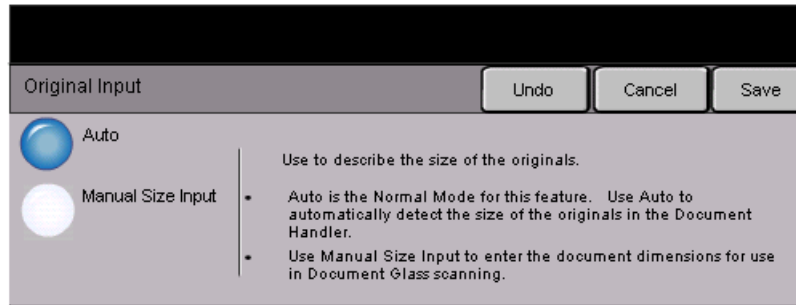 Original Input
Undo
Cancel
Save
Auto
Manual Size Input
Use to describe the size of the originals.
• Auto is the Normal Mode for this feature. Use Auto to
automatically detect the size of the originals in the Document
Handler.
• Use Manual Size Input to enter the document dimensions for use
in Document Glass scanning.